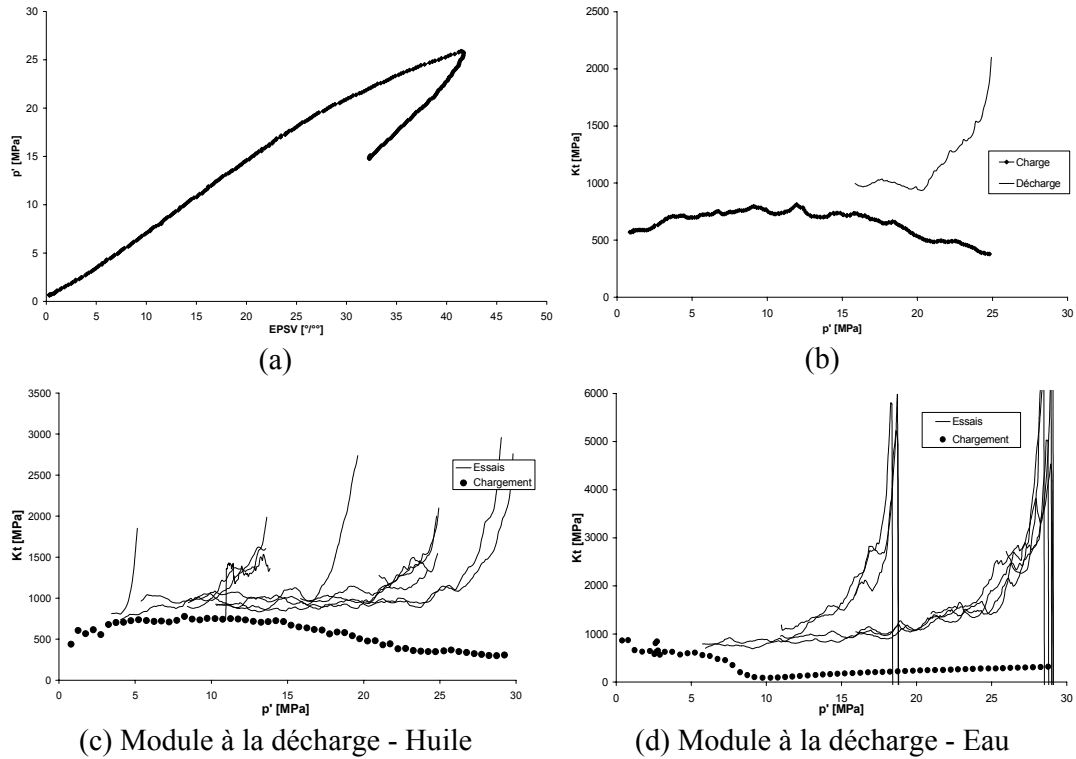 30
25
20
15
10
5
0
p' [MPa]
0 5 10 15 20 25 30 35 40 45 50
EPSV [°/°°]
(a)
2500
2000
1500
1000
500
0
Kt [MPa]
Charge
Décharge
0 5 10 15 20 25 30
p' [MPa]
(b)
3500
3000
2500
2000
1500
1000
500
0
Kt [MPa]
Essais
Chargement
0 5 10 15 20 25 30
p' [MPa]
(c) Module à la décharge - Huile
6000
5000
4000
3000
2000
1000
0
Kt [MPa]
Essais
Chargement
0 5 10 15 20 25 30
p' [MPa]
(d) Module à la décharge - Eau